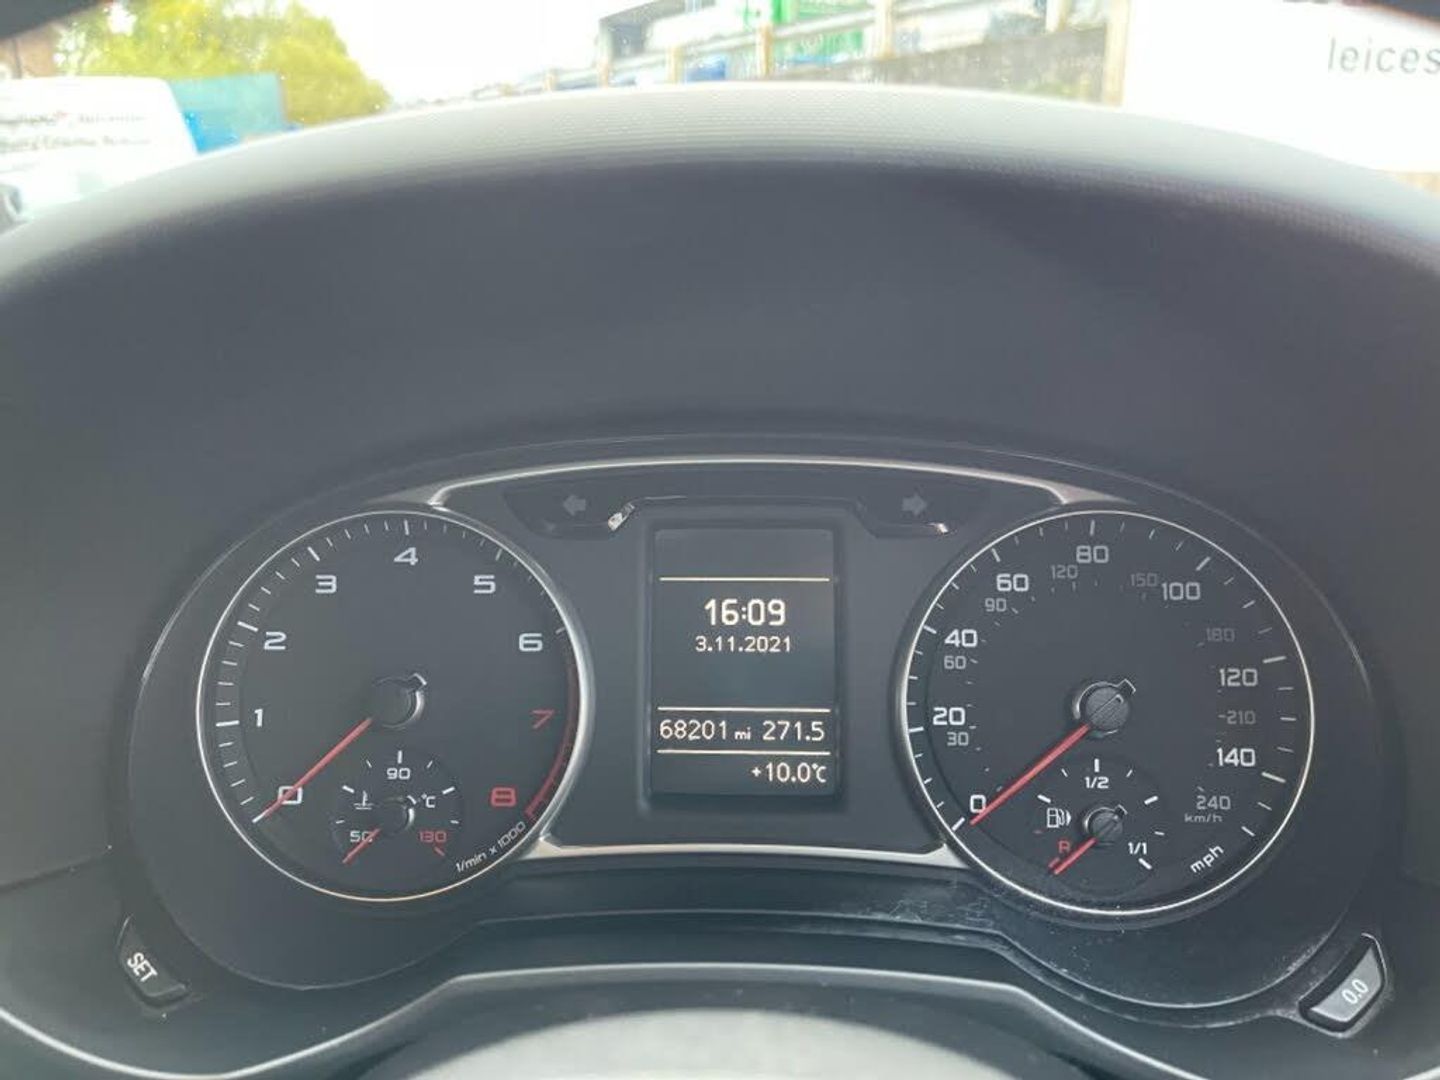 leices
1 2 3 4 5 6 7 8
0
50 90 130 °C
1/min x 1000
16:09
3.11.2021
68201 mi 271.5
+10.0°C
0 20 40 60 80 100 120 140
30 60 90 120 150 180 210 240
km/h
mph
R 1/2 1/1
SET
0.0